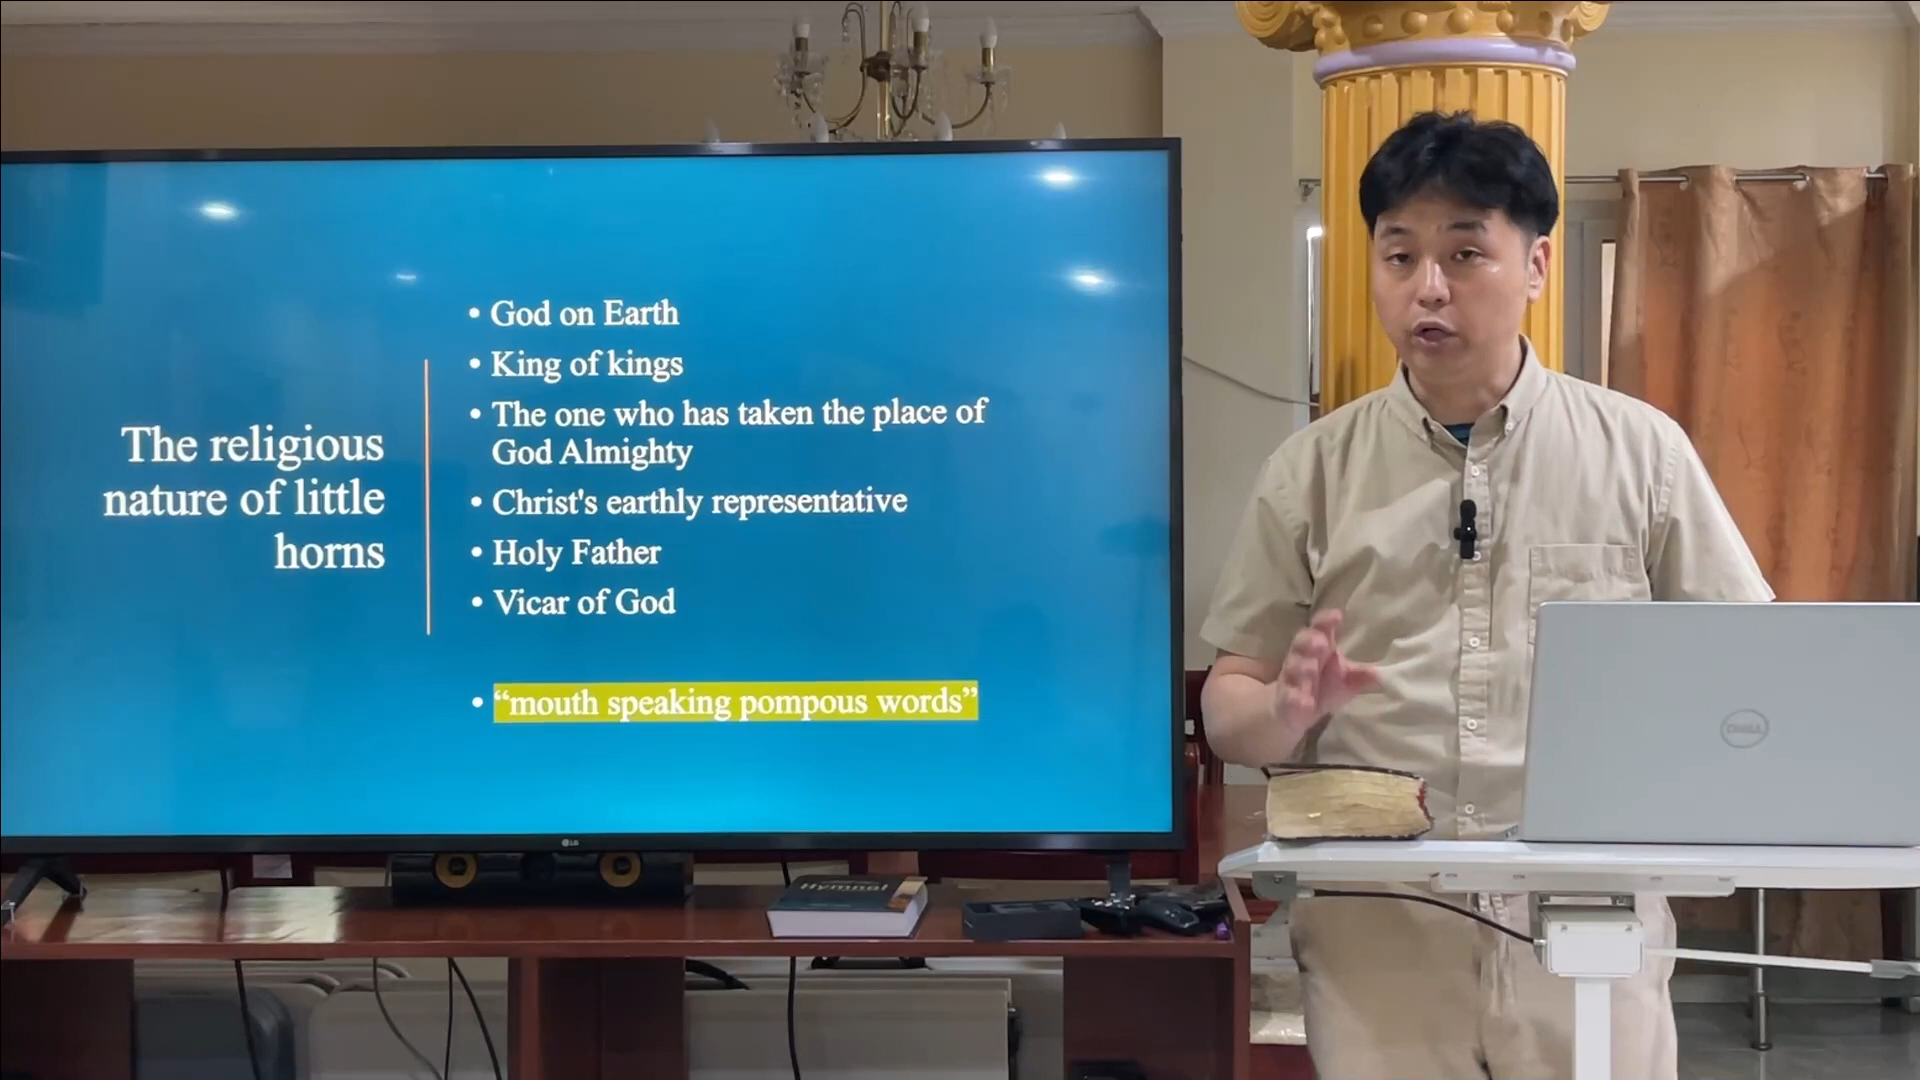 The religious
nature of little
horns
• God on Earth
• King of kings
• The one who has taken the place of
God Almighty
• Christ's earthly representative
• Holy Father
• Vicar of God
• “mouth speaking pompous words”
LG
Hymnal
DELL